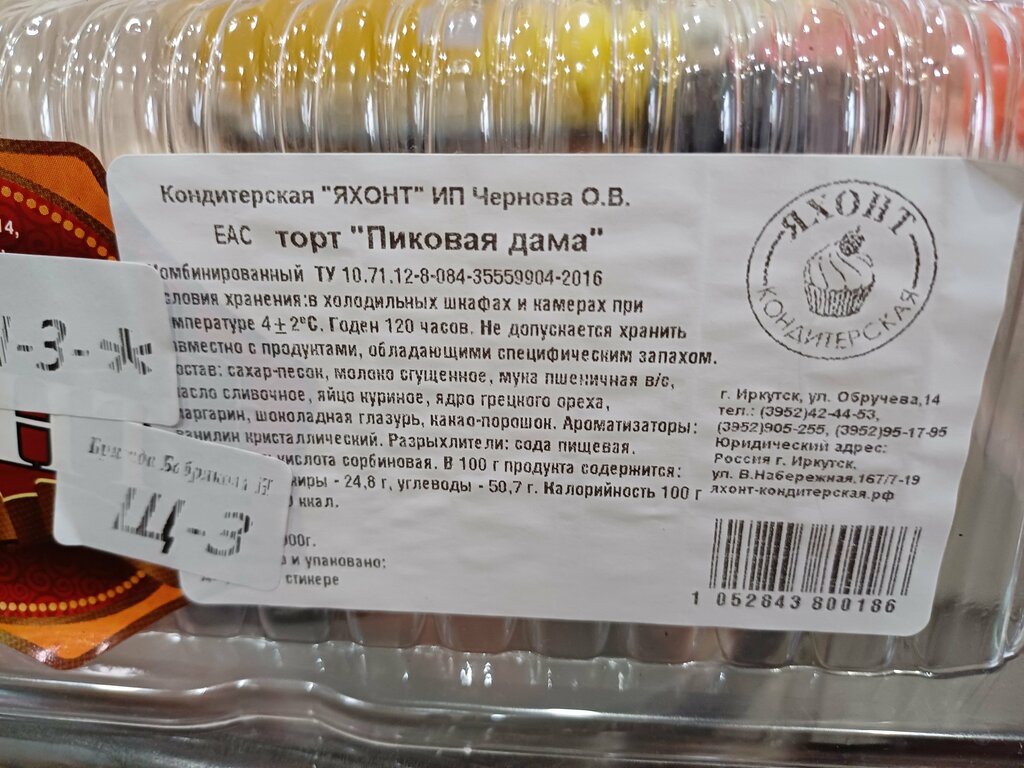 Кондитерская "ЯХОНТ" ИП Чернова О.В.
ЕАС торт "Пиковая дама"
Комбинированный ТУ 10.71.12-8-084-35559904-2016
словия хранения:в холодильных шкафах и камерах при
мпературе 4±2°С. Годен 120 часов. Не допускается хранить
вместно с продуктами, обладающими специфическим запахом.
остав: сахар-песок, молоко сгущенное, мука пшеничная в/с,
асло сливочное, яйцо куриное, ядро грецкого ореха,
маргарин, шоколадная глазурь, какао-порошок. Ароматизаторы:
ванилин кристаллический. Разрыхлители: сода пищевая.
кислота сорбиновая. В 100 г продукта содержится:
жиры - 24,8 г, углеводы - 50,7 г. Калорийность 100 г
ккал.
00г.
и упаковано:
стикере
ЯХОНТ
КОНДИТЕРСКАЯ
г. Иркутск, ул. Обручева,14
тел.: (3952)42-44-53,
(3952)905-255, (3952)95-17-95
Юридический адрес:
Россия г. Иркутск,
ул. В.Набережная,167/7-19
яхонт-кондитерская.рф
1 052843 800186
14,
-3-ж
Щ-3